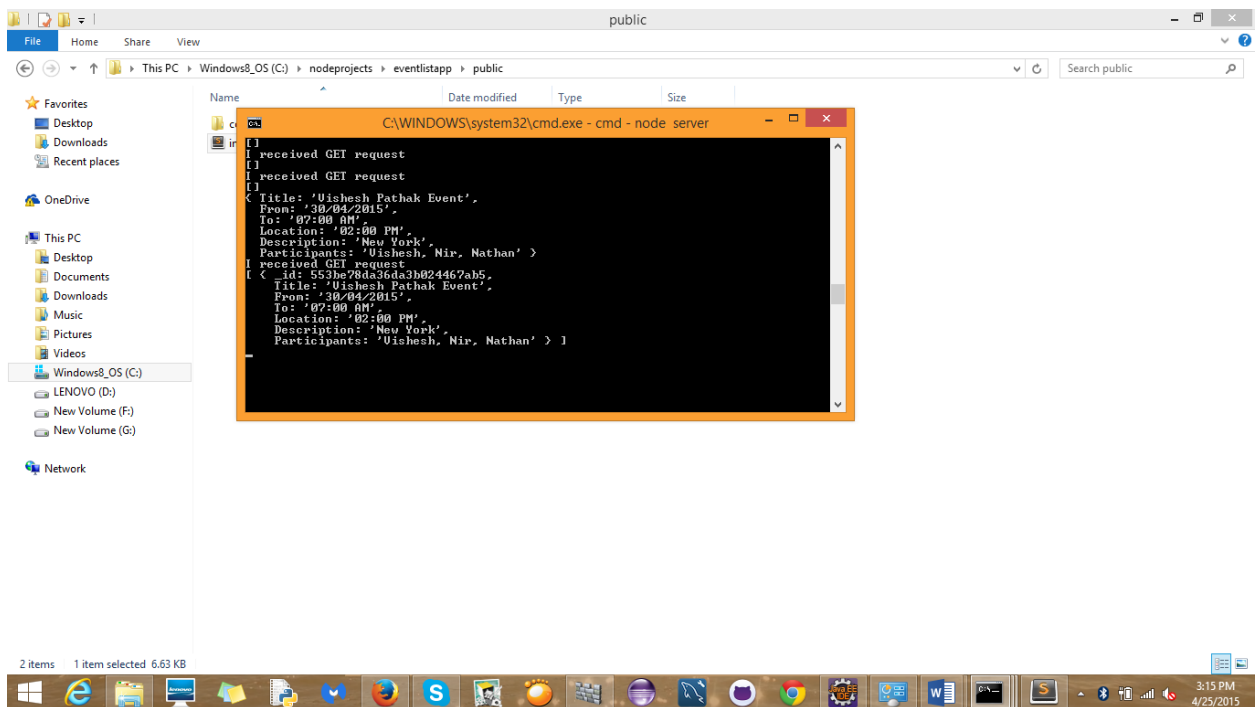 public
File Home Share View
This PC Windows8_OS (C:) nodeprojects eventlistapp public
Search public
Name Date modified Type Size
Favorites
Desktop
Downloads
Recent places
OneDrive
This PC
Desktop
Documents
Downloads
Music
Pictures
Videos
Windows8_OS (C:)
LENOVO (D:)
New Volume (F:)
New Volume (G:)
Network
C:\WINDOWS\system32\cmd.exe - cmd - node server
[]
I received GET request
[]
I received GET request
[]
{ Title: 'Vishesh Pathak Event',
From: '30/04/2015',
To: '07:00 AM',
Location: '02:00 PM',
Description: 'New York',
Participants: 'Vishesh, Nir, Nathan' }
I received GET request
[ { _id: 553be78da36da3b024467ab5,
Title: 'Vishesh Pathak Event',
From: '30/04/2015',
To: '07:00 AM',
Location: '02:00 PM',
Description: 'New York',
Participants: 'Vishesh, Nir, Nathan' } ]
2 items 1 item selected 6.63 KB
lenovo
Java EE
IDE
3:15 PM
4/25/2015